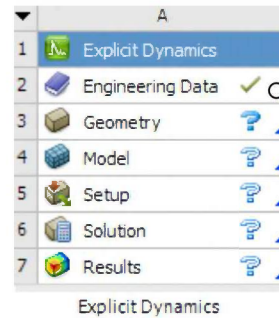 A
1 Explicit Dynamics
2 Engineering Data
3 Geometry ?
4 Model ?
5 Setup ?
6 Solution ?
7 Results ?
Explicit Dynamics